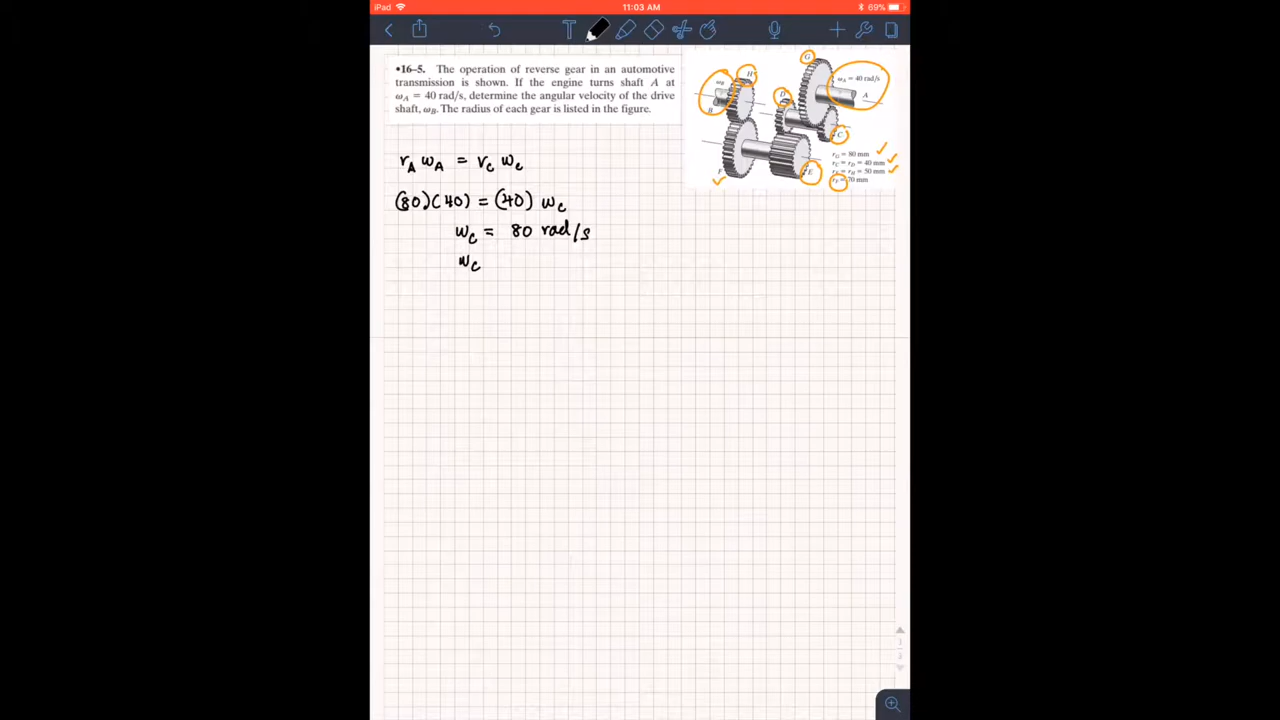 iPad
11:03 AM
69%
•16–5. The operation of reverse gear in an automotive
transmission is shown. If the engine turns shaft A at
ωA = 40 rad/s, determine the angular velocity of the drive
shaft, ωB. The radius of each gear is listed in the figure.
G
H
ωB
ωA = 40 rad/s
D
A
B
C
F
E
rG = 80 mm
rC = rD = 40 mm
rE = rH = 50 mm
rF = 70 mm
rA ωA = rC ωC
(80)(40) = (40) ωC
ωC = 80 rad/s
ωC